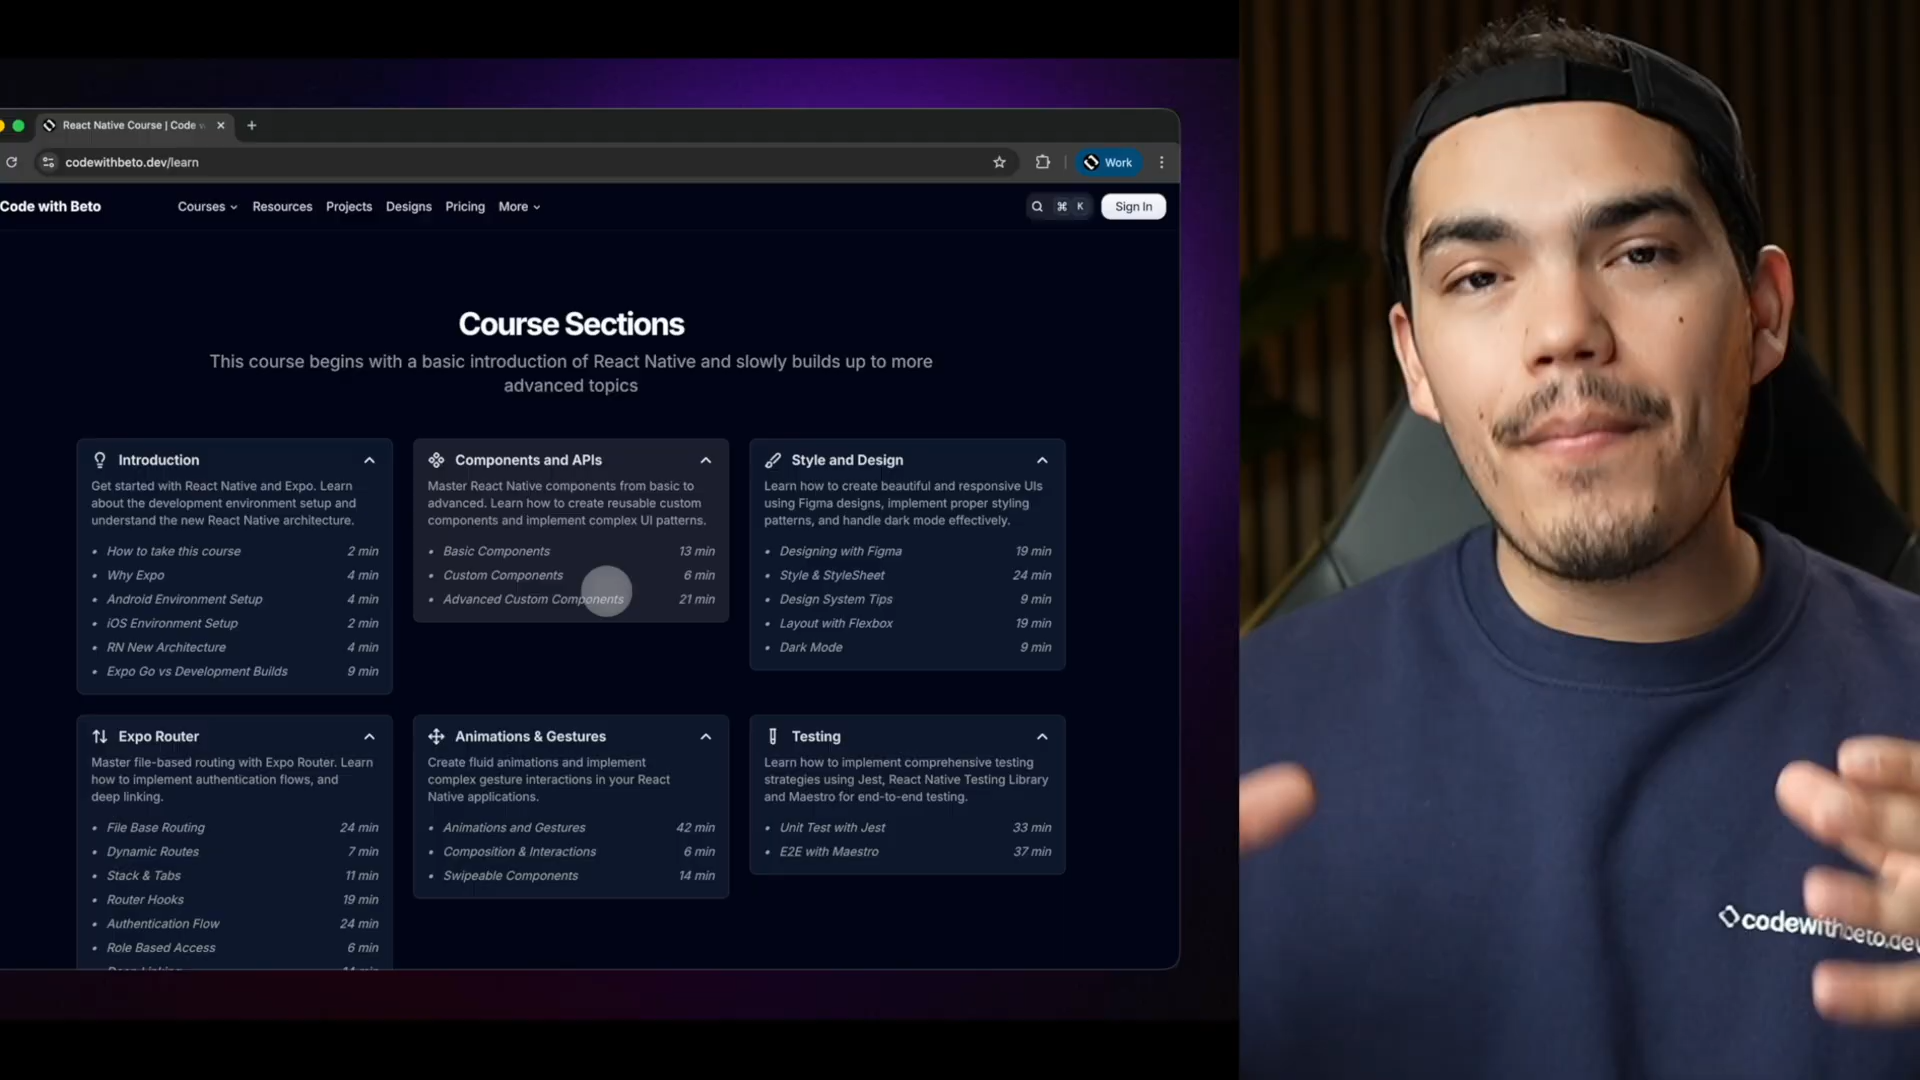 React Native Course | Code
codewithbeto.dev/learn
Work
Code with Beto
Courses
Resources
Projects
Designs
Pricing
More
⌘ K
Sign In
Course Sections
This course begins with a basic introduction of React Native and slowly builds up to more
advanced topics
Introduction
Get started with React Native and Expo. Learn
about the development environment setup and
understand the new React Native architecture.
• How to take this course 2 min
• Why Expo 4 min
• Android Environment Setup 4 min
• iOS Environment Setup 2 min
• RN New Architecture 4 min
• Expo Go vs Development Builds 9 min
Components and APIs
Master React Native components from basic to
advanced. Learn how to create reusable custom
components and implement complex UI patterns.
• Basic Components 13 min
• Custom Components 6 min
• Advanced Custom Components 21 min
Style and Design
Learn how to create beautiful and responsive UIs
using Figma designs, implement proper styling
patterns, and handle dark mode effectively.
• Designing with Figma 19 min
• Style & StyleSheet 24 min
• Design System Tips 9 min
• Layout with Flexbox 19 min
• Dark Mode 9 min
Expo Router
Master file-based routing with Expo Router. Learn
how to implement authentication flows, and
deep linking.
• File Base Routing 24 min
• Dynamic Routes 7 min
• Stack & Tabs 11 min
• Router Hooks 19 min
• Authentication Flow 24 min
• Role Based Access 6 min
Animations & Gestures
Create fluid animations and implement
complex gesture interactions in your React
Native applications.
• Animations and Gestures 42 min
• Composition & Interactions 6 min
• Swipeable Components 14 min
Testing
Learn how to implement comprehensive testing
strategies using Jest, React Native Testing Library
and Maestro for end-to-end testing.
• Unit Test with Jest 33 min
• E2E with Maestro 37 min
codewithbeto.dev